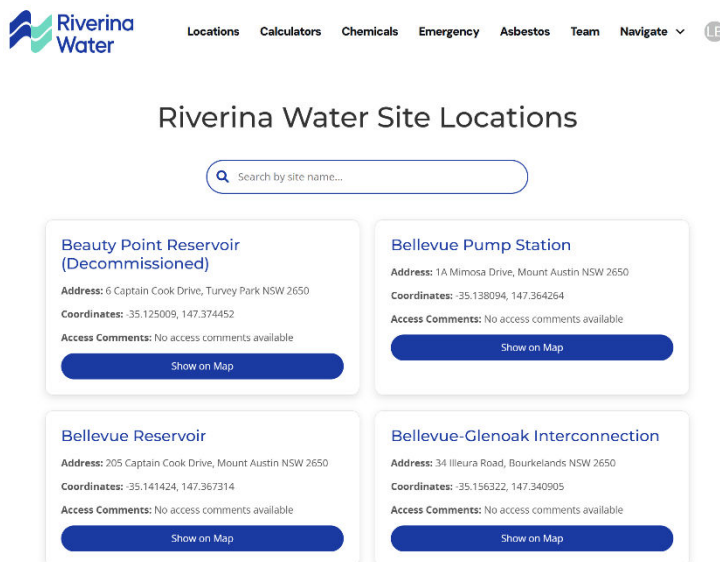 Riverina
Water
Locations Calculators Chemicals Emergency Asbestos Team Navigate
Riverina Water Site Locations
Search by site name...
Beauty Point Reservoir
(Decommissioned)
Address: 6 Captain Cook Drive, Turvey Park NSW 2650
Coordinates: -35.125009, 147.374452
Access Comments: No access comments available
Show on Map
Bellevue Pump Station
Address: 1A Mimosa Drive, Mount Austin NSW 2650
Coordinates: -35.138094, 147.364264
Access Comments: No access comments available
Show on Map
Bellevue Reservoir
Address: 205 Captain Cook Drive, Mount Austin NSW 2650
Coordinates: -35.141424, 147.367314
Access Comments: No access comments available
Show on Map
Bellevue-Glenoak Interconnection
Address: 34 Illeura Road, Bourkelands NSW 2650
Coordinates: -35.156322, 147.340905
Access Comments: No access comments available
Show on Map